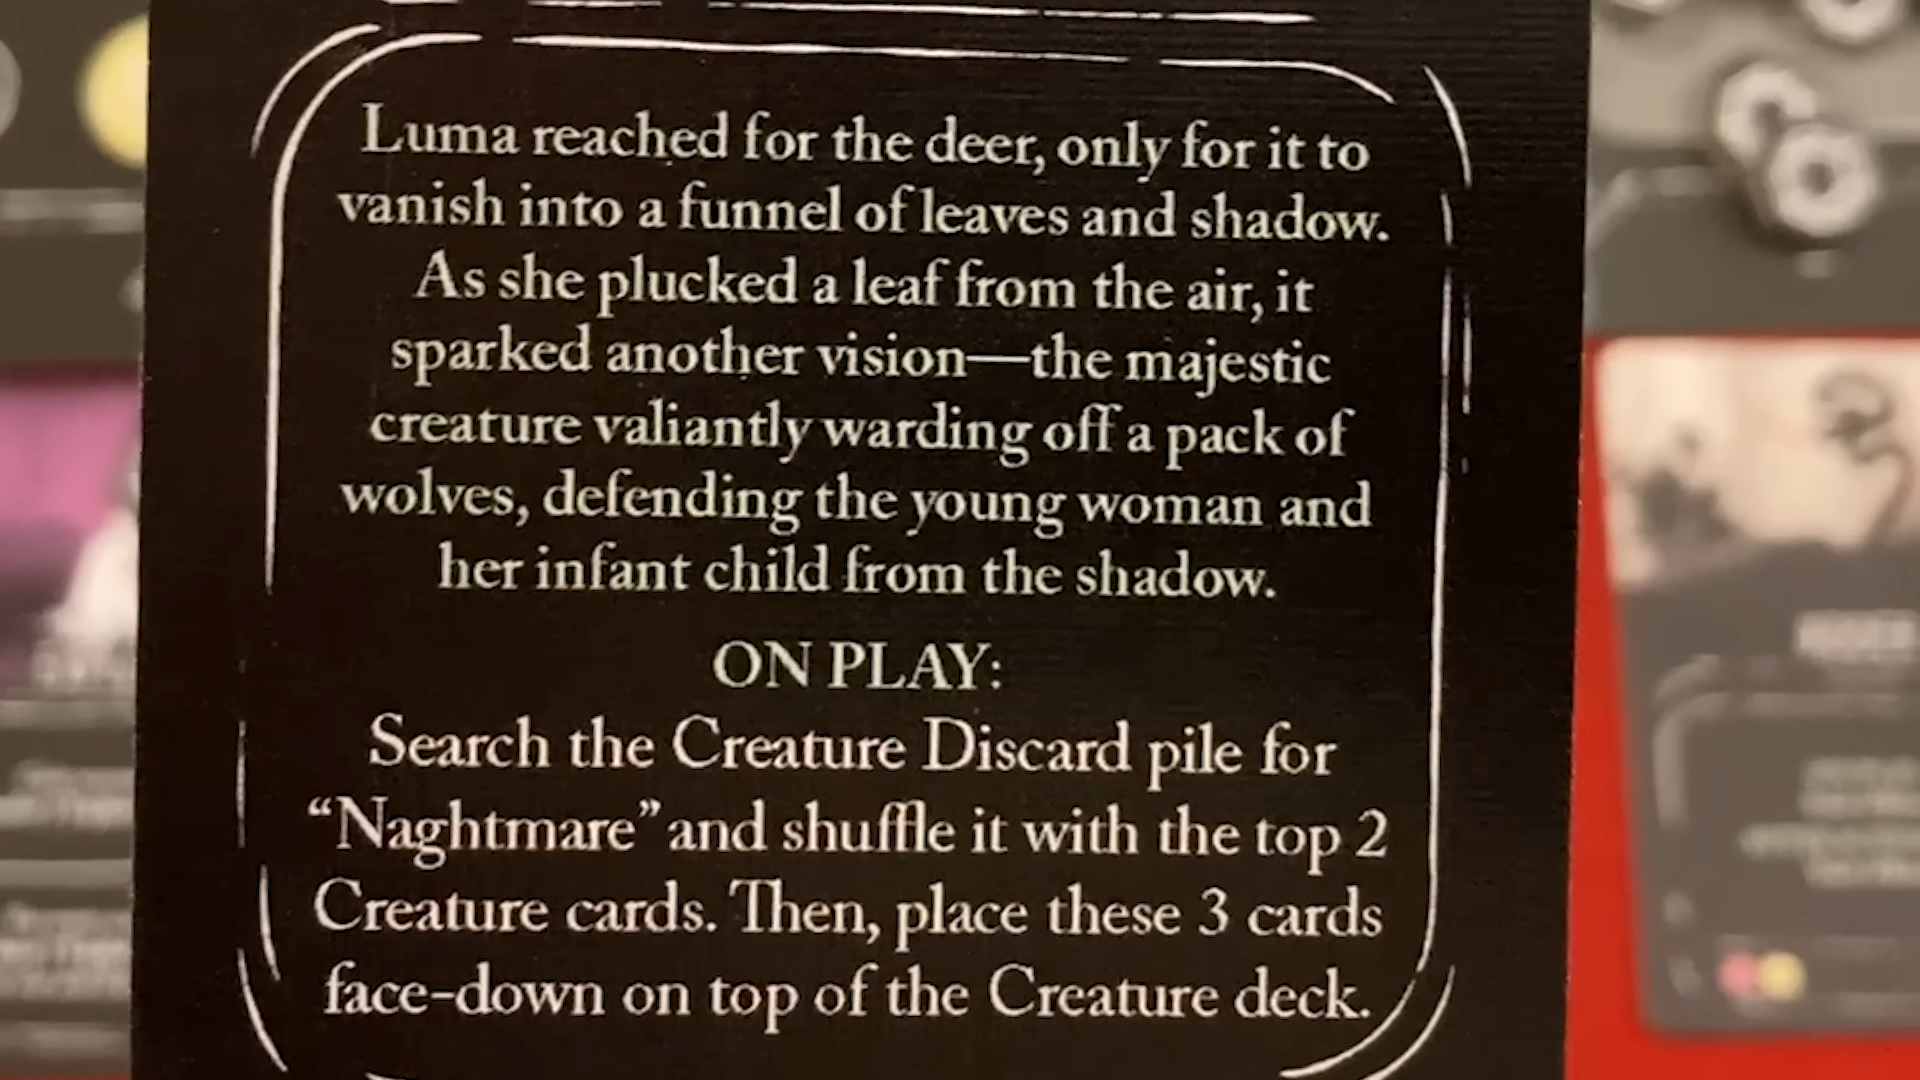 Luma reached for the deer, only for it to
vanish into a funnel of leaves and shadow.
As she plucked a leaf from the air, it
sparked another vision—the majestic
creature valiantly warding off a pack of
wolves, defending the young woman and
her infant child from the shadow.
ON PLAY:
Search the Creature Discard pile for
“Naghtmare” and shuffle it with the top 2
Creature cards. Then, place these 3 cards
face-down on top of the Creature deck.